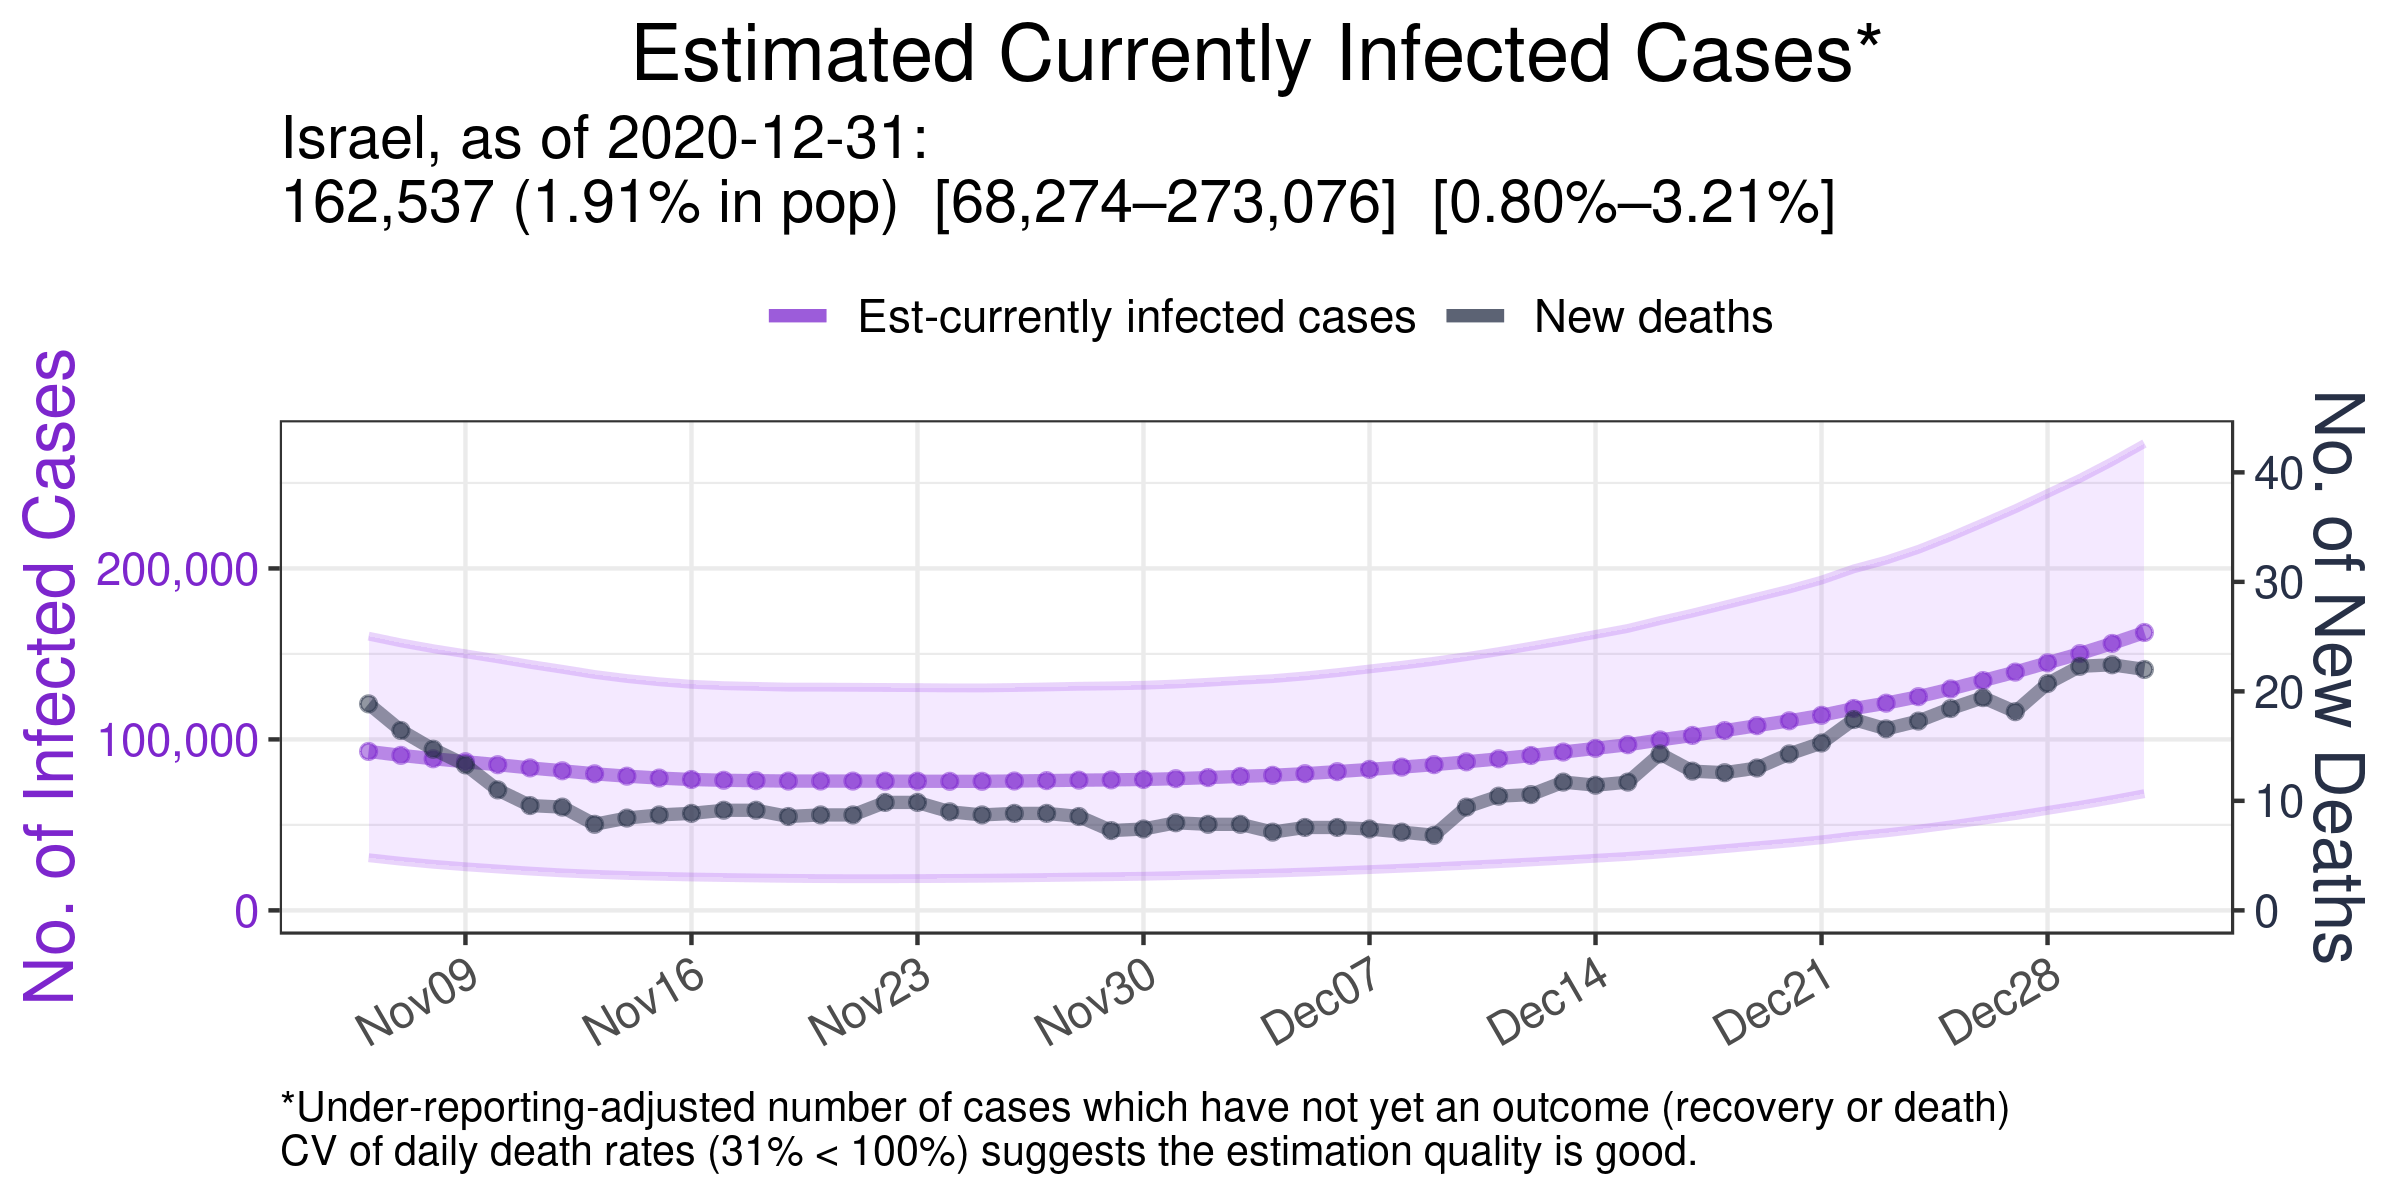 Estimated Currently Infected Cases*
Israel, as of 2020-12-31:
162,537 (1.91% in pop) [68,274–273,076] [0.80%–3.21%]
Est-currently infected cases
New deaths
No. of Infected Cases
200,000
100,000
0
No. of New Deaths
40
30
20
10
0
Nov09
Nov16
Nov23
Nov30
Dec07
Dec14
Dec21
Dec28
*Under-reporting-adjusted number of cases which have not yet an outcome (recovery or death)
CV of daily death rates (31% < 100%) suggests the estimation quality is good.